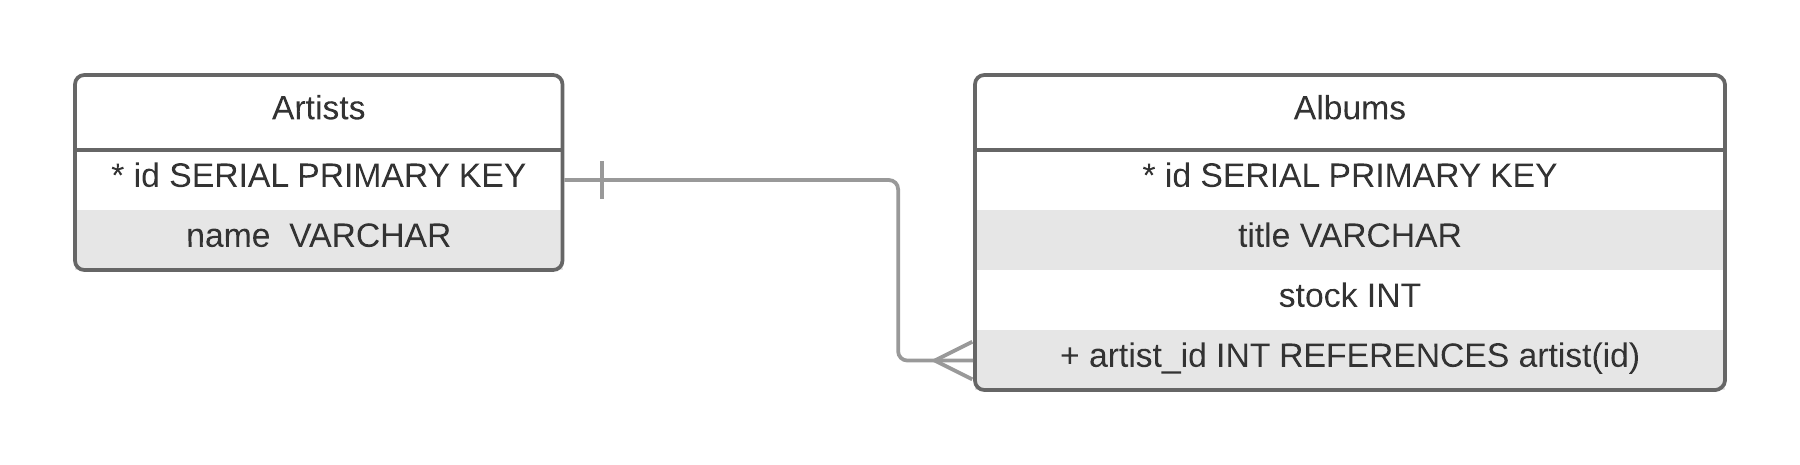 Artists
* id SERIAL PRIMARY KEY
name  VARCHAR
Albums
* id SERIAL PRIMARY KEY
title VARCHAR
stock INT
+ artist_id INT REFERENCES artist(id)